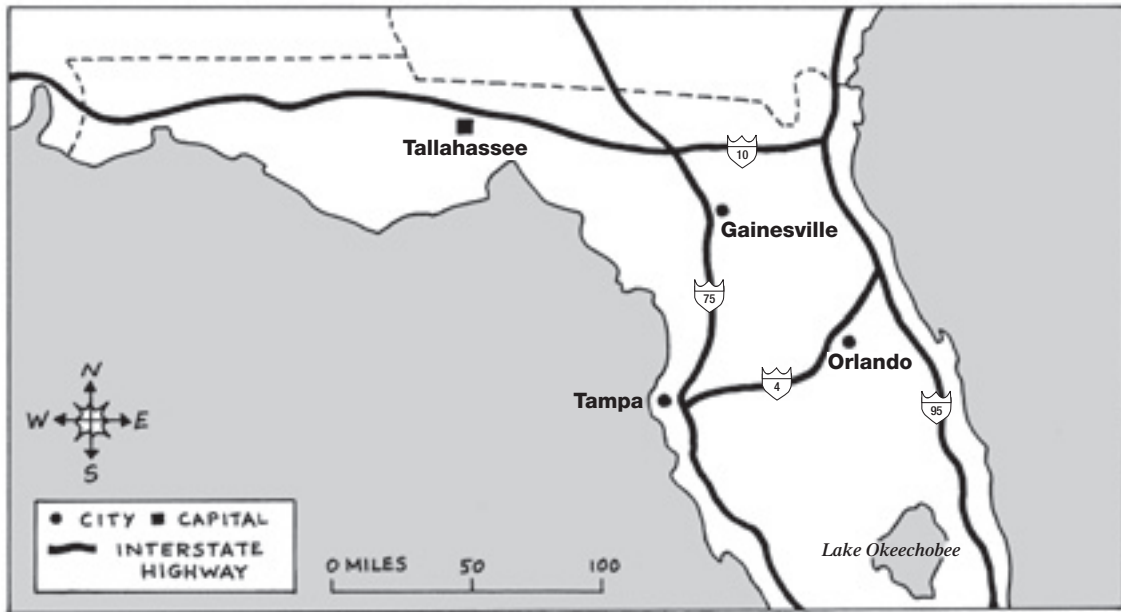 Tallahassee
10
Gainesville
75
Orlando
4
Tampa
95
N
W E
S
CITY CAPITAL
INTERSTATE
HIGHWAY
0 MILES 50 100
Lake Okeechobee